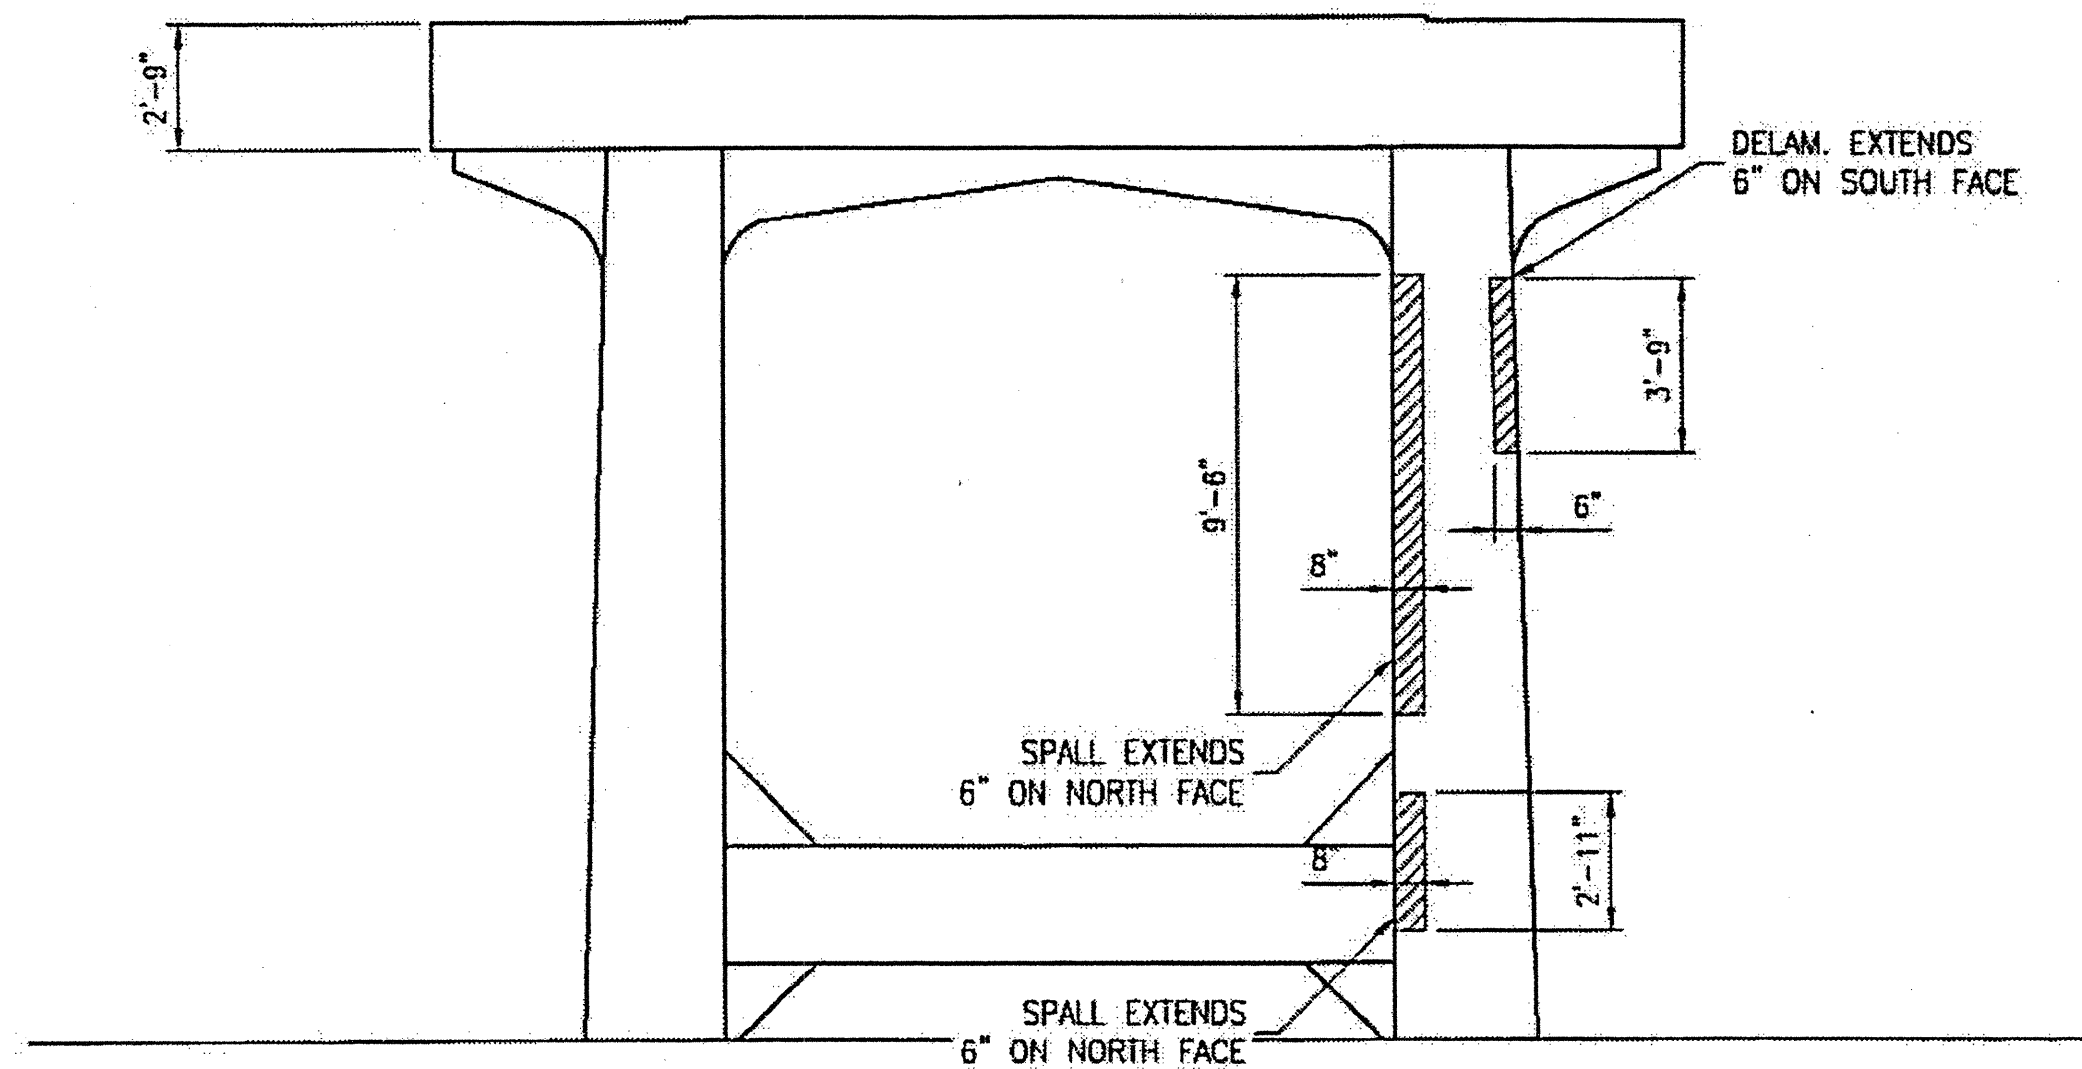 2'-9"
DELAM. EXTENDS
6" ON SOUTH FACE
3'-9"
9'-6"
6"
8"
SPALL EXTENDS
6" ON NORTH FACE
8"
2'-11"
SPALL EXTENDS
6" ON NORTH FACE